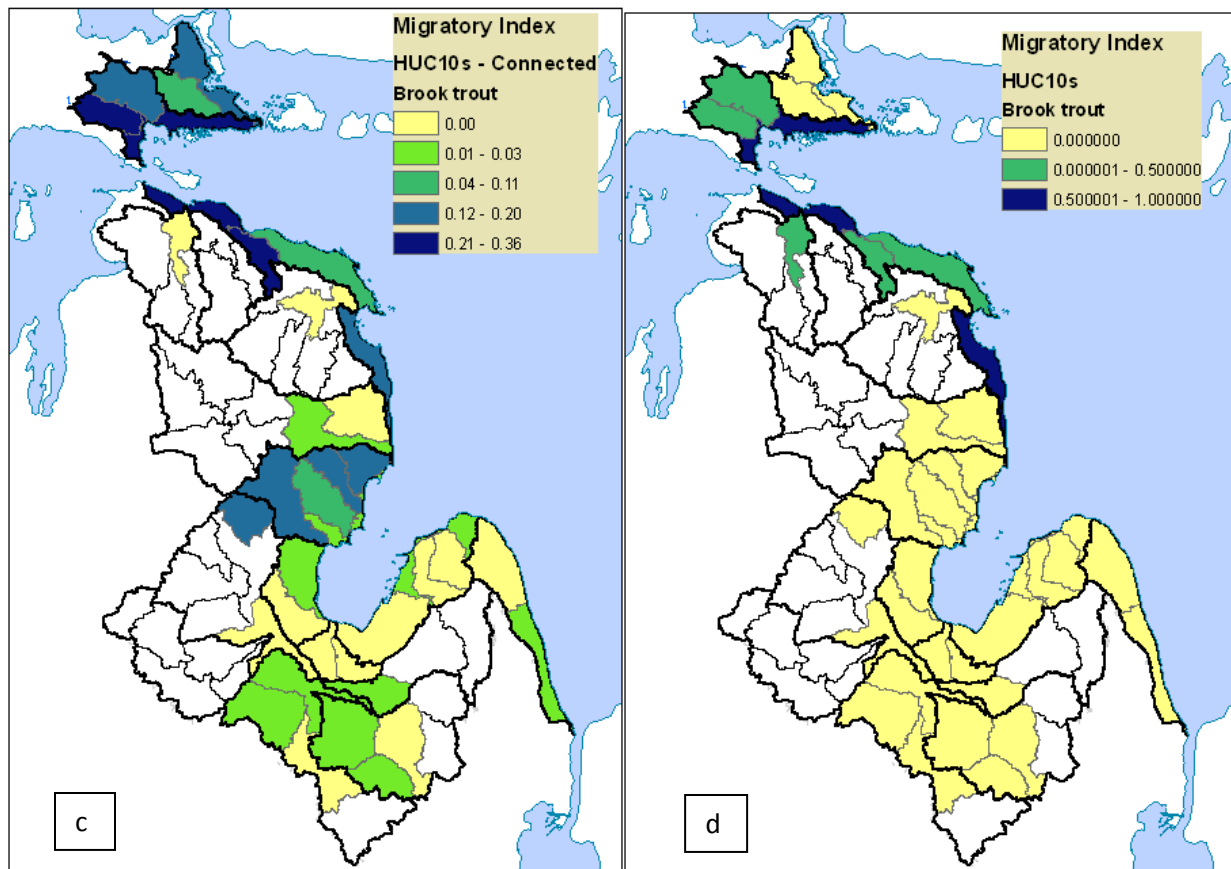 Migratory Index
HUC10s - Connected
Brook trout
0.00
0.01 - 0.03
0.04 - 0.11
0.12 - 0.20
0.21 - 0.36
c
Migratory Index
HUC10s
Brook trout
0.000000
0.000001 - 0.500000
0.500001 - 1.000000
d